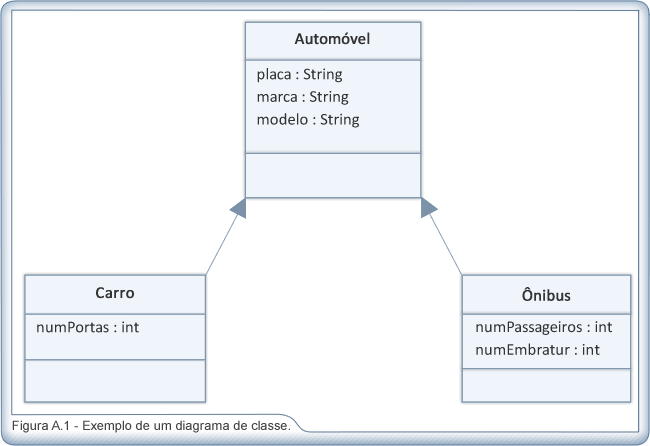 Automóvel
placa : String
marca : String
modelo : String
Carro
numPortas : int
Ônibus
numPassageiros : int
numEmbratur : int
Figura A.1 - Exemplo de um diagrama de classe.